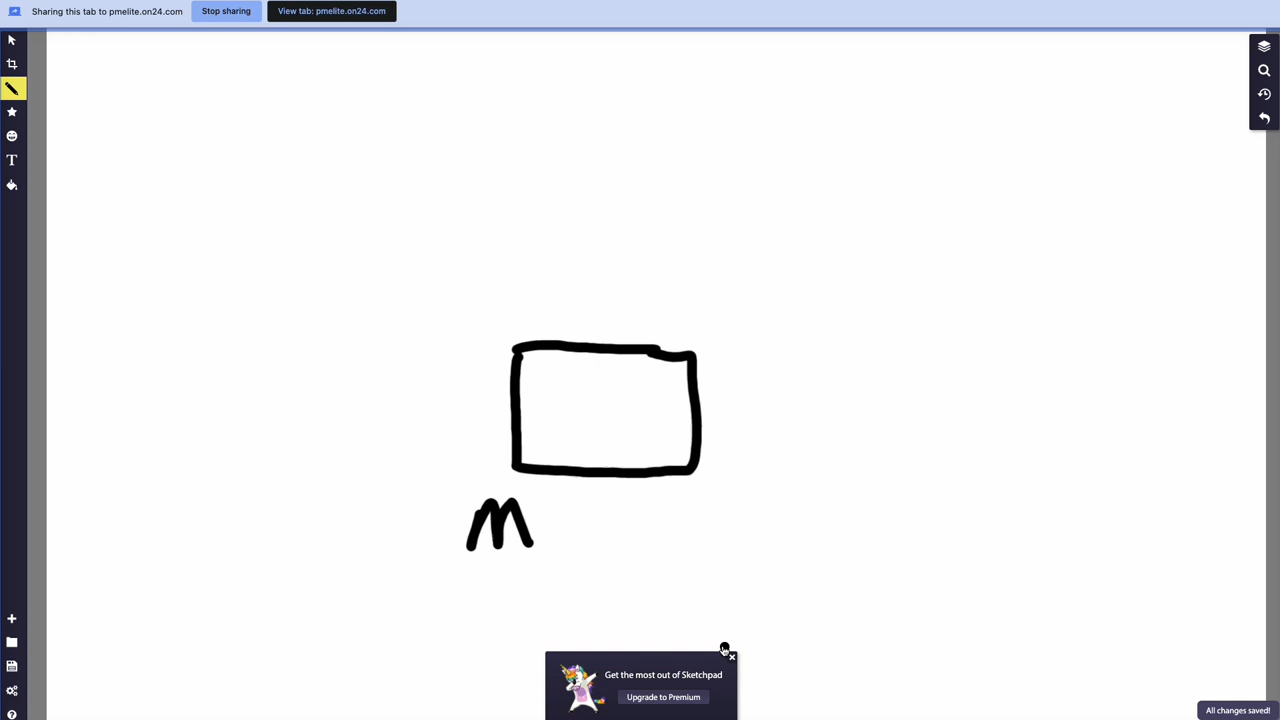 Sharing this tab to pmelite.on24.com Stop sharing View tab: pmelite.on24.com
T
M
Get the most out of Sketchpad
Upgrade to Premium
All changes saved!